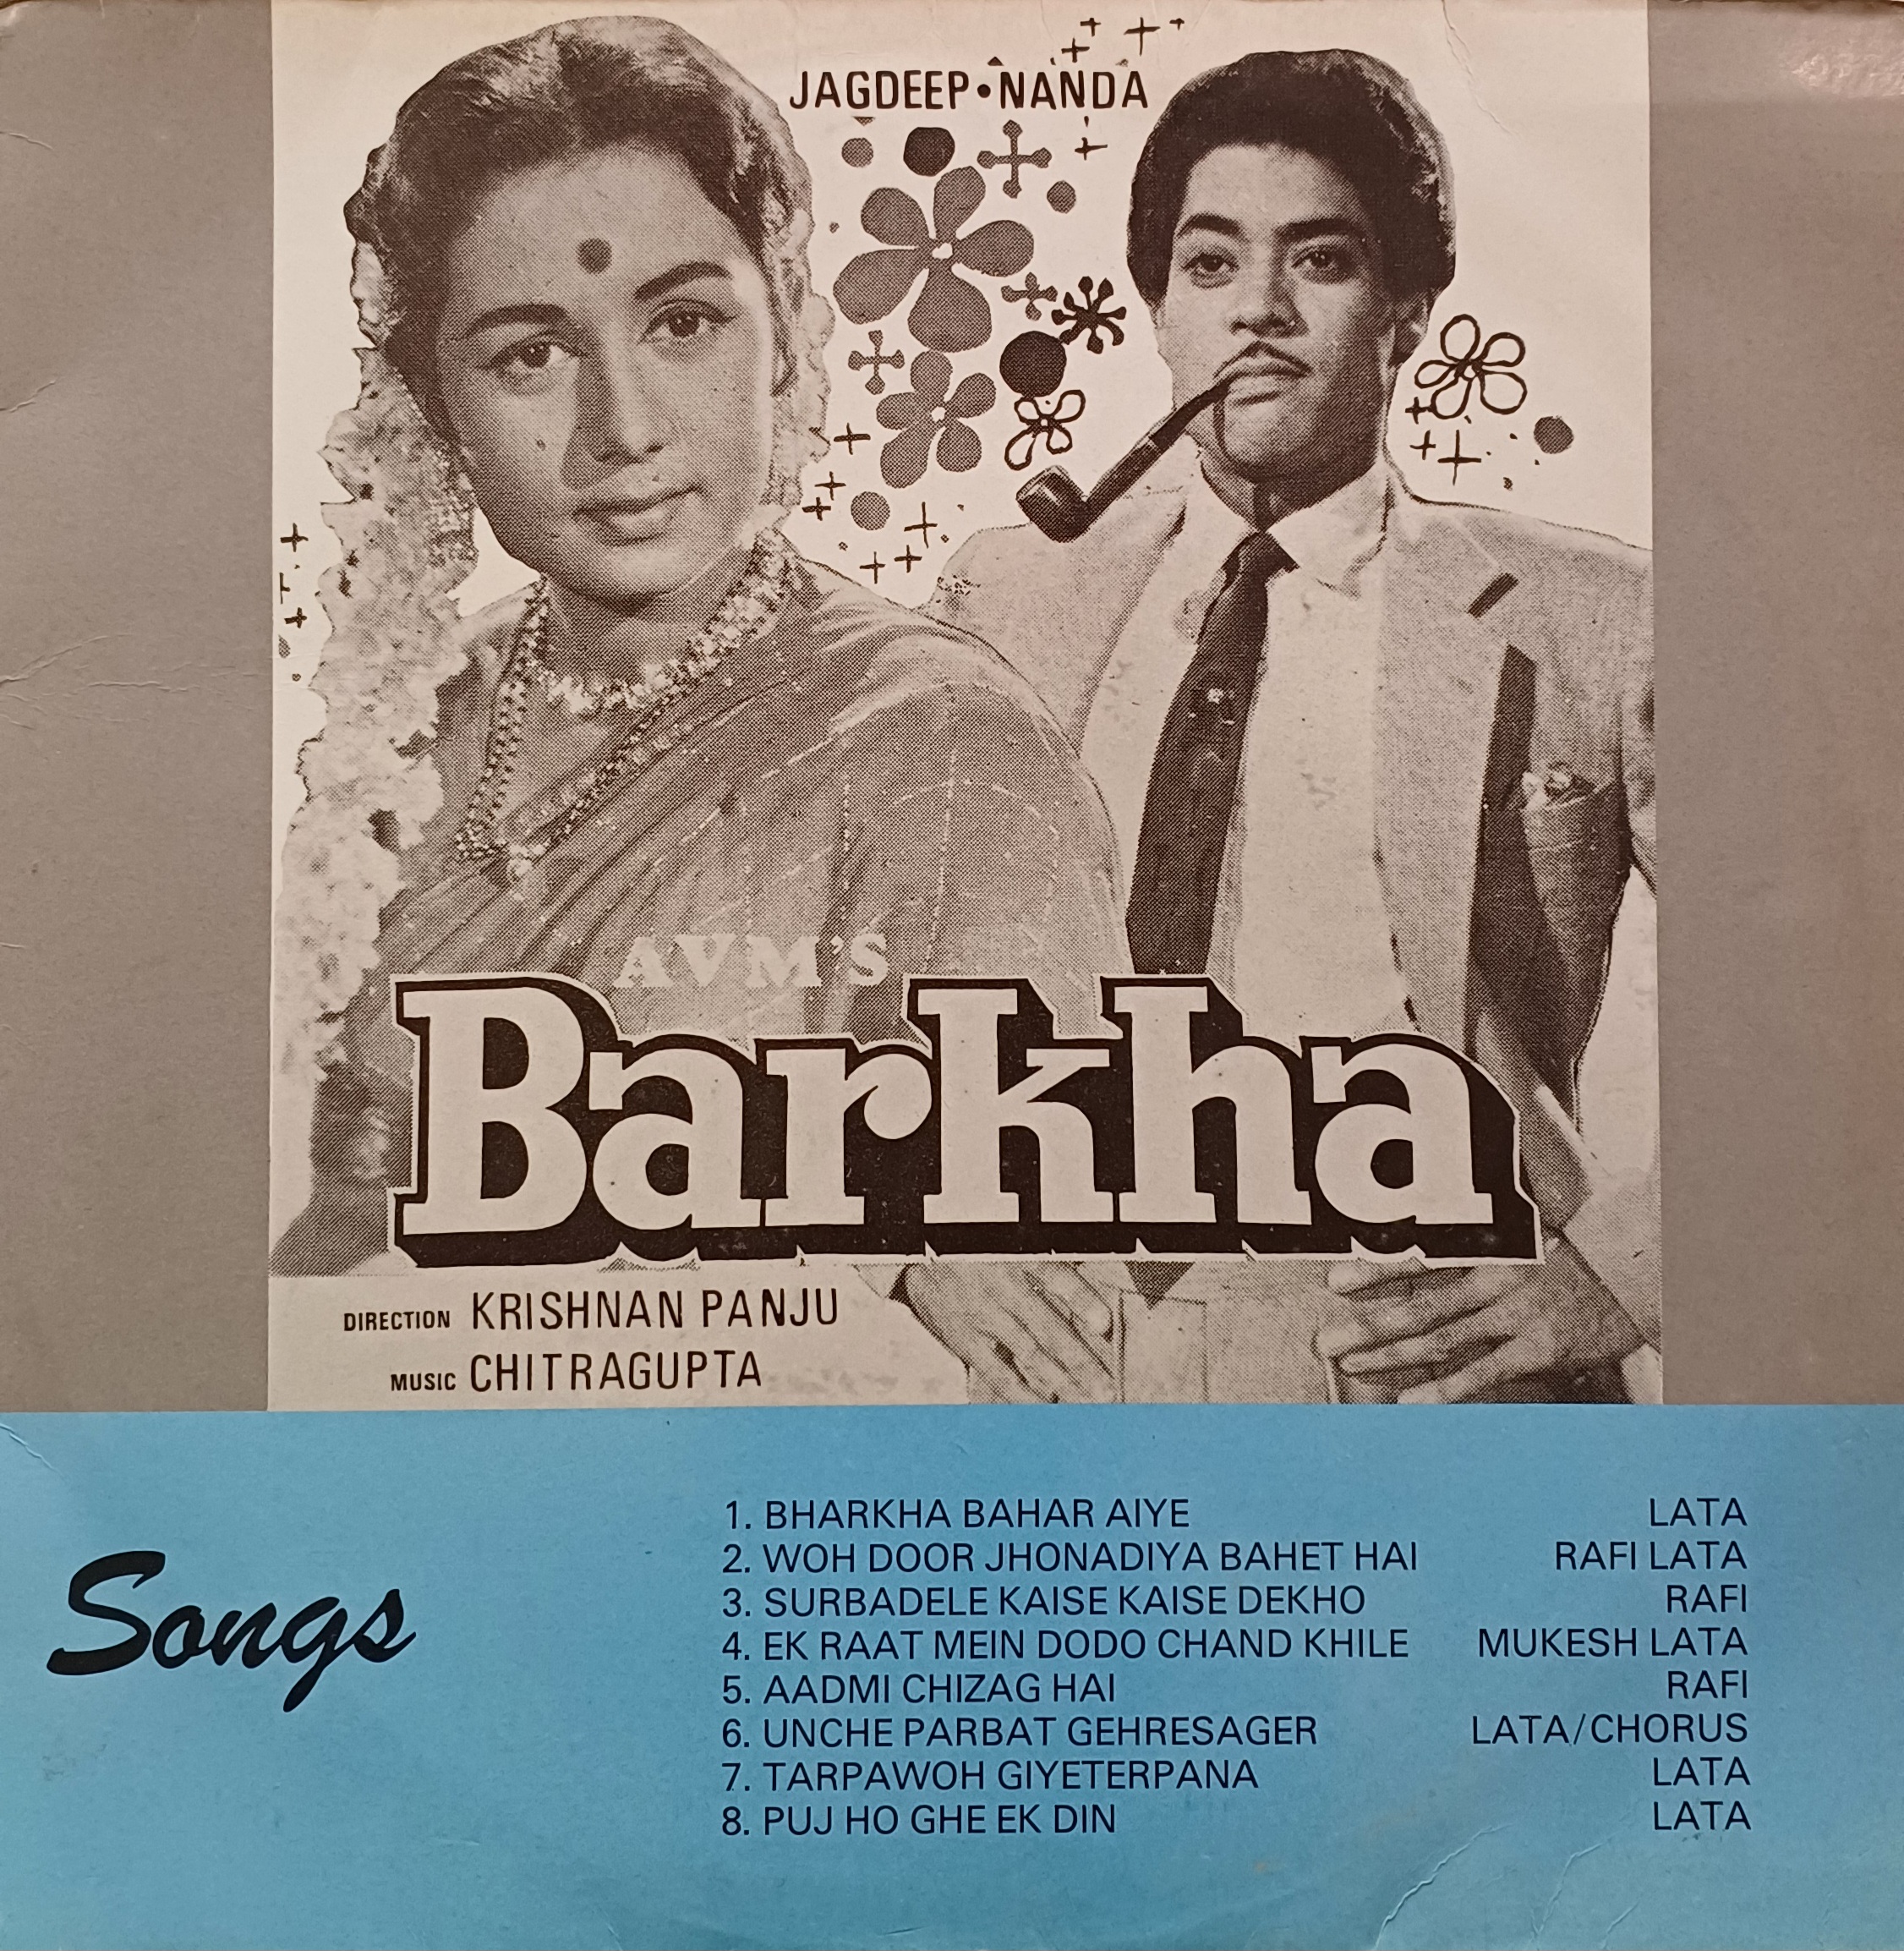 JAGDEEP • NANDA
AVM'S
Barkha
DIRECTION KRISHNAN PANJU
MUSIC CHITRAGUPTA
Songs
1. BHARKHA BAHAR AIYE LATA
2. WOH DOOR JHONADIYA BAHET HAI RAFI LATA
3. SURBADELE KAISE KAISE DEKHO RAFI
4. EK RAAT MEIN DODO CHAND KHILE MUKESH LATA
5. AADMI CHIZAG HAI RAFI
6. UNCHE PARBAT GEHRESAGER LATA/CHORUS
7. TARPAWOH GIYETERPANA LATA
8. PUJ HO GHE EK DIN LATA